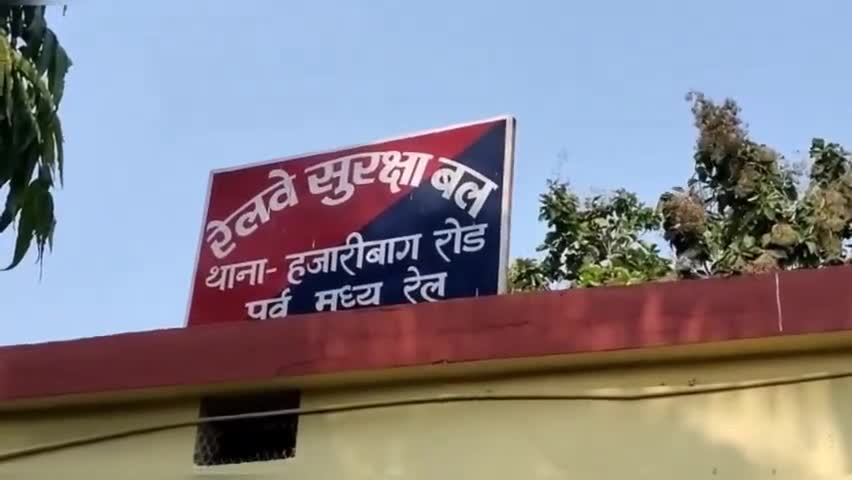 रेलवे सुरक्षा बल
थाना- हजारीबाग रोड
पूर्व मध्य रेल